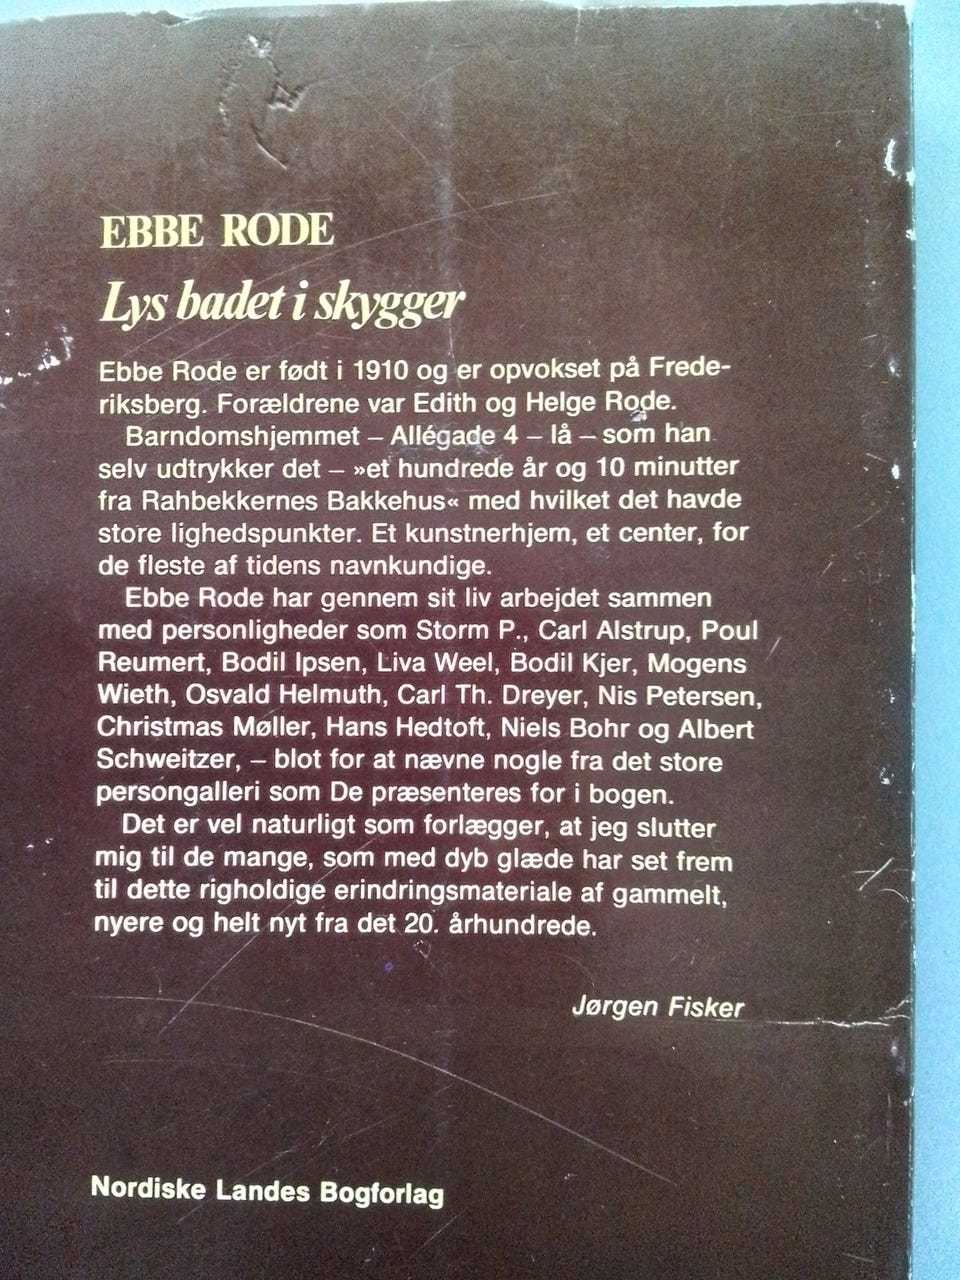 EBBE RODE
Lys badet i skygger
Ebbe Rode er født i 1910 og er opvokset på Frede-
riksberg. Forældrene var Edith og Helge Rode.
Barndomshjemmet – Allégade 4 – lå – som han
selv udtrykker det – »et hundrede år og 10 minutter
fra Rahbekkernes Bakkehus« med hvilket det havde
store lighedspunkter. Et kunstnerhjem, et center, for
de fleste af tidens navnkundige.
Ebbe Rode har gennem sit liv arbejdet sammen
med personligheder som Storm P., Carl Alstrup, Poul
Reumert, Bodil Ipsen, Liva Weel, Bodil Kjer, Mogens
Wieth, Osvald Helmuth, Carl Th. Dreyer, Nis Petersen,
Christmas Møller, Hans Hedtoft, Niels Bohr og Albert
Schweitzer, – blot for at nævne nogle fra det store
persongalleri som De præsenteres for i bogen.
Det er vel naturligt som forlægger, at jeg slutter
mig til de mange, som med dyb glæde har set frem
til dette righoldige erindringsmateriale af gammelt,
nyere og helt nyt fra det 20. århundrede.
Jørgen Fisker
Nordiske Landes Bogforlag